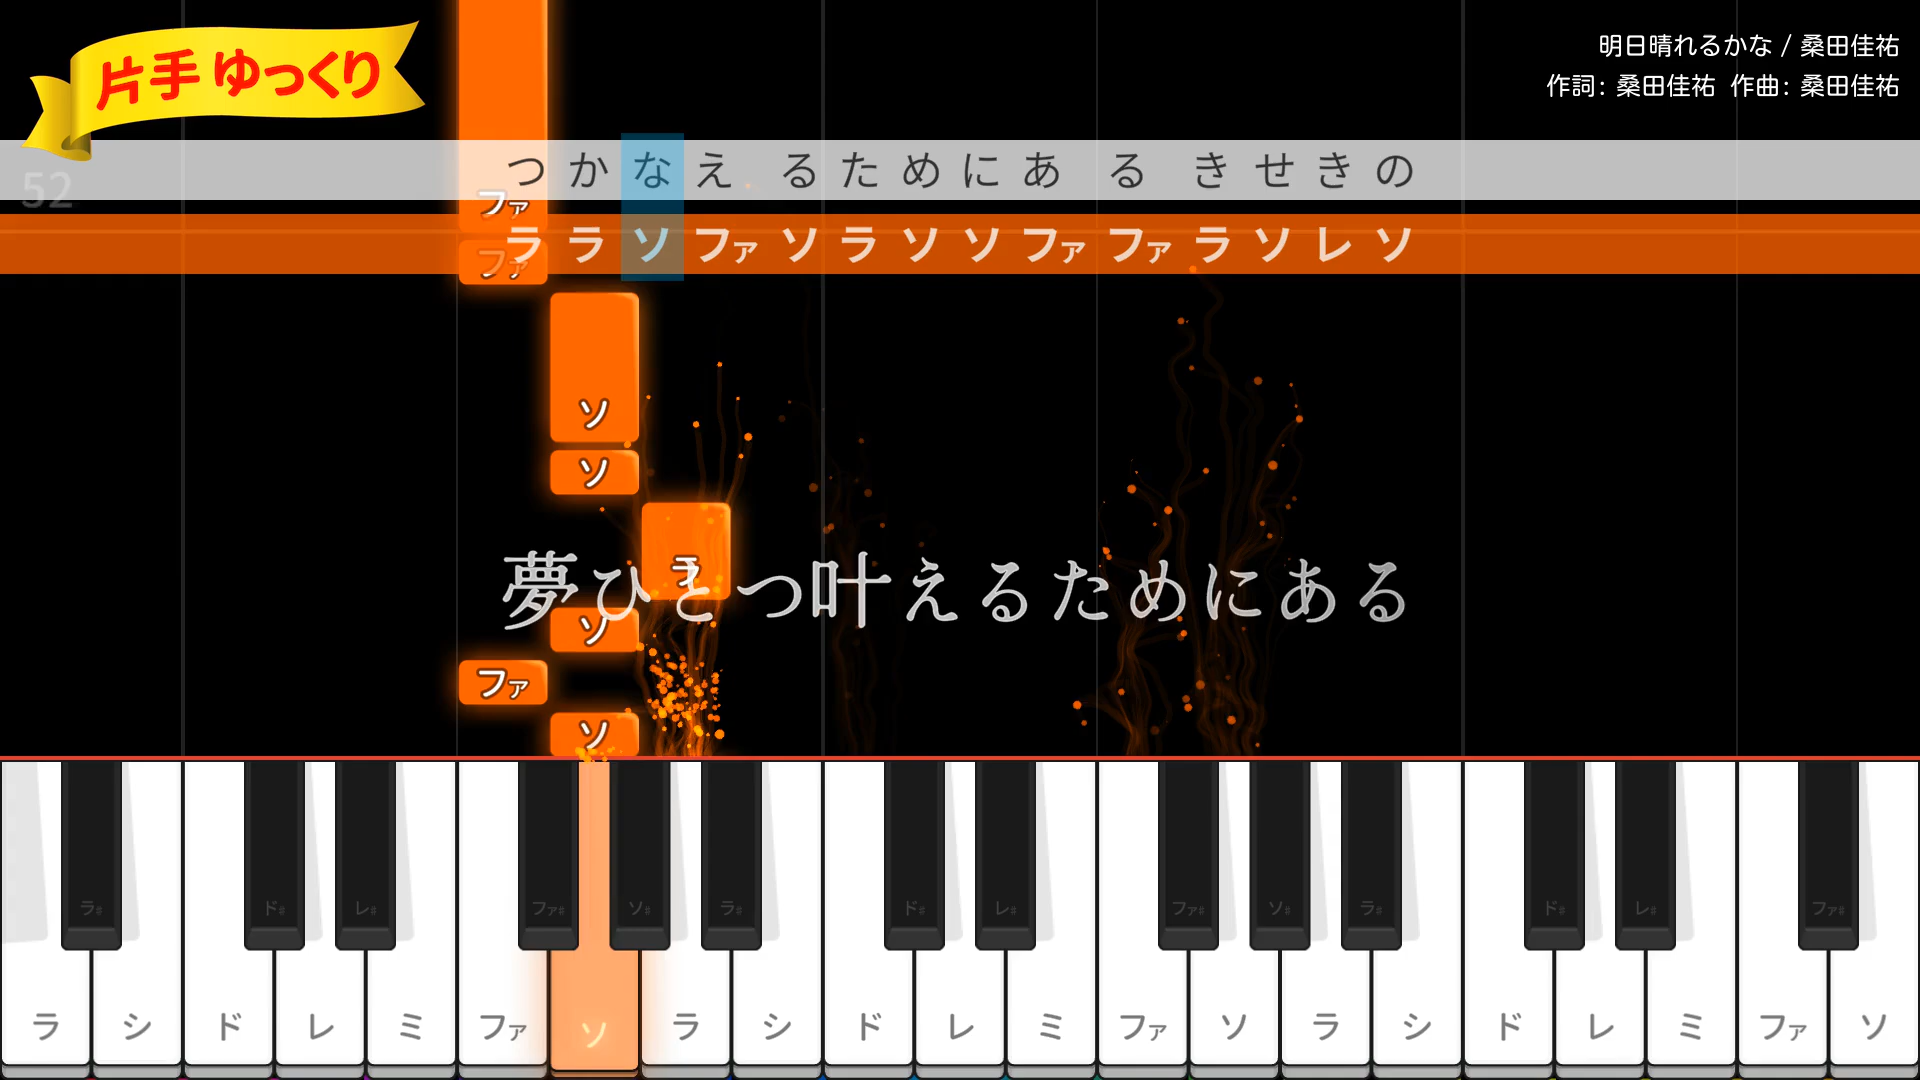 片手 ゆっくり
明日晴れるかな / 桑田佳祐
作詞: 桑田佳祐 作曲: 桑田佳祐
つ か な え る た め に あ る き せ き の
52
ファ
ラ ラ ソ ファ ソ ラ ソ ソ ファ ファ ラ ソ レ ソ
ファ
ソ
ソ
ラ
夢ひとつ叶えるためにある
ソ
ファ
ソ
ラ# ド# レ# ファ# ソ# ラ# ド# レ# ファ# ソ# ラ# ド# レ# ファ#
ラ シ ド レ ミ ファ ソ ラ シ ド レ ミ ファ ソ ラ シ ド レ ミ ファ ソ